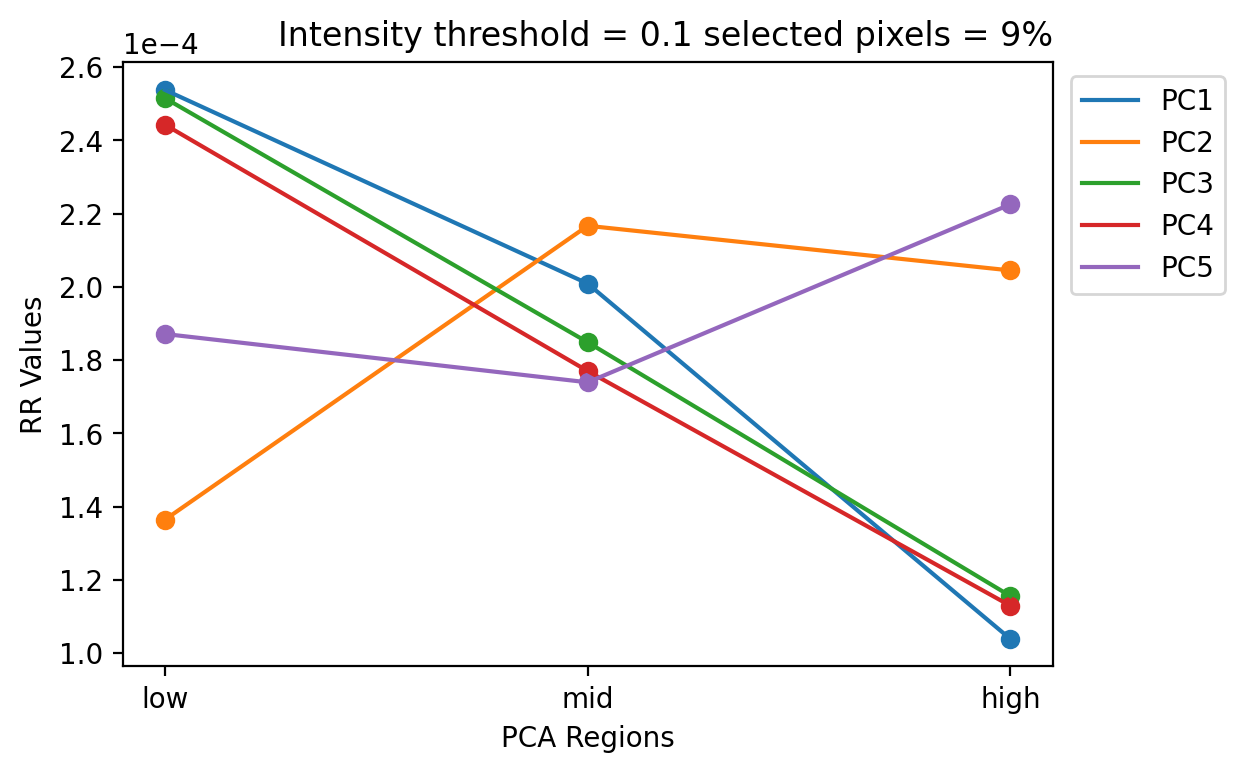 Intensity threshold = 0.1 selected pixels = 9%
1e−4
2.6
2.4
2.2
2.0
1.8
1.6
1.4
1.2
1.0
RR Values
low mid high
PCA Regions
PC1
PC2
PC3
PC4
PC5